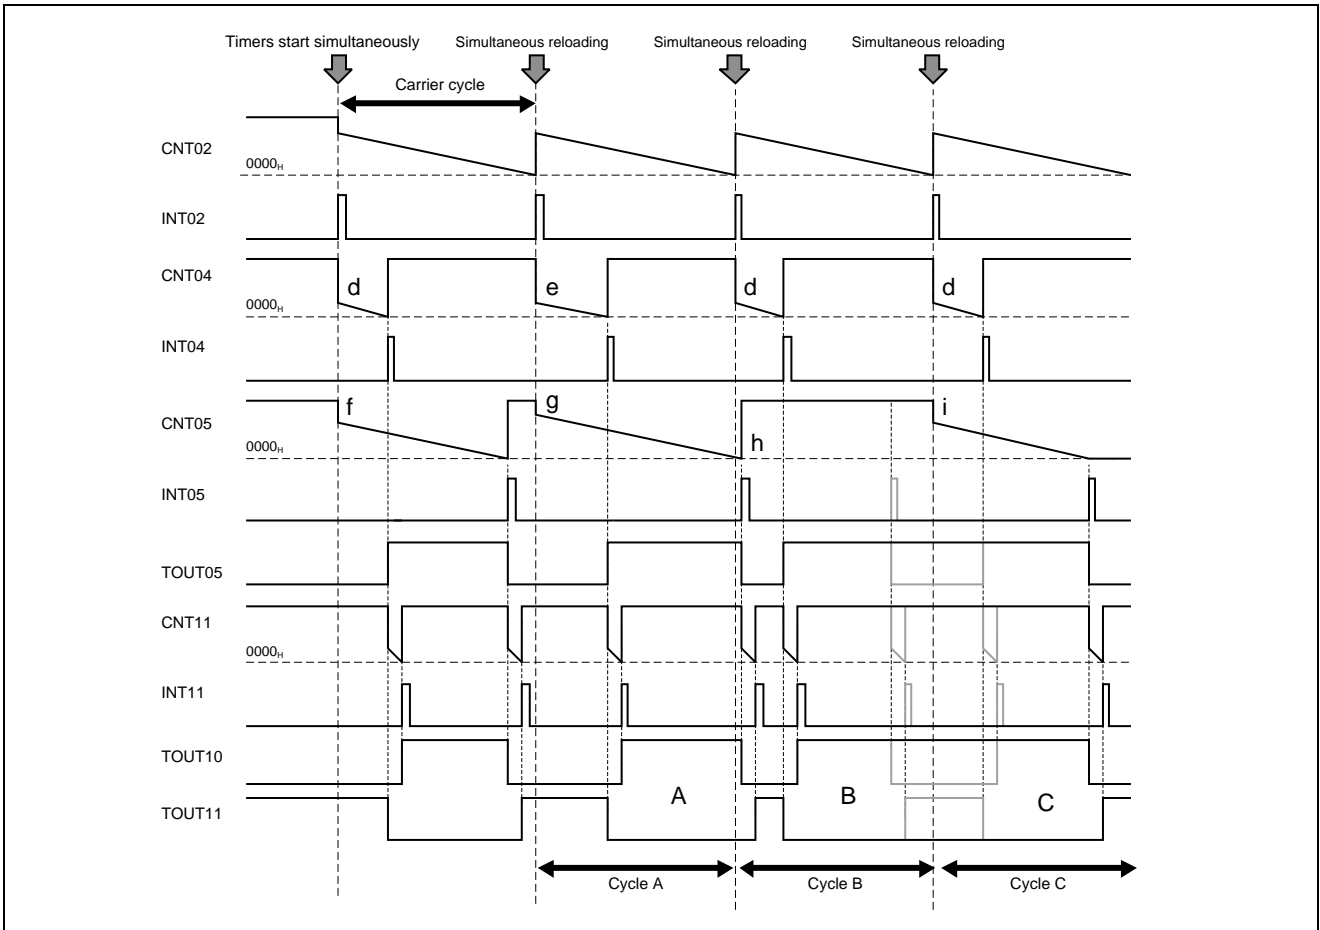 Timers start simultaneously Simultaneous reloading Simultaneous reloading Simultaneous reloading
Carrier cycle
CNT02
0000H
INT02
CNT04
d e d d
0000H
INT04
f g i
CNT05
h
0000H
INT05
TOUT05
CNT11
0000H
INT11
TOUT10
A B C
TOUT11
Cycle A Cycle B Cycle C